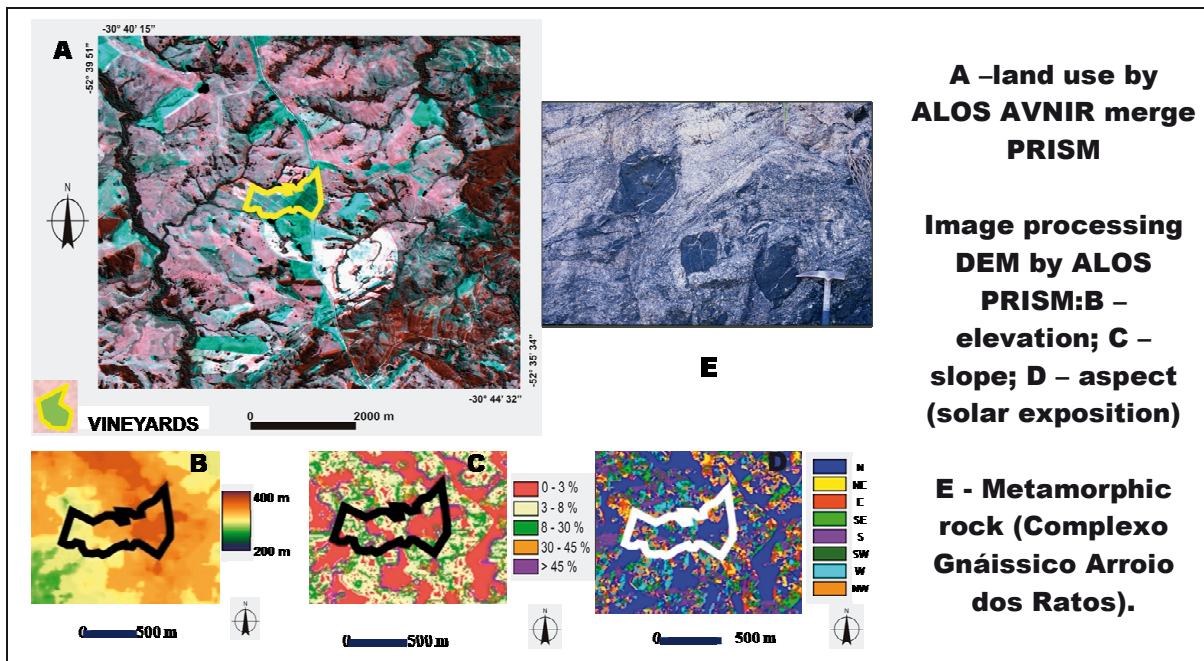 A
-30° 40' 15"
-52° 39' 51"
N
-52° 35' 34"
-30° 44' 32"
VINEYARDS
0 2000 m
E
A –land use by
ALOS AVNIR merge
PRISM
Image processing
DEM by ALOS
PRISM:B –
elevation; C –
slope; D – aspect
(solar exposition)
E - Metamorphic
rock (Complexo
Gnáissico Arroio
dos Ratos).
B
400 m
200 m
N
0 500 m
C
0 - 3 %
3 - 8 %
8 - 30 %
30 - 45 %
> 45 %
N
0 500 m
D
N
NE
E
SE
S
SW
W
NW
N
0 500 m